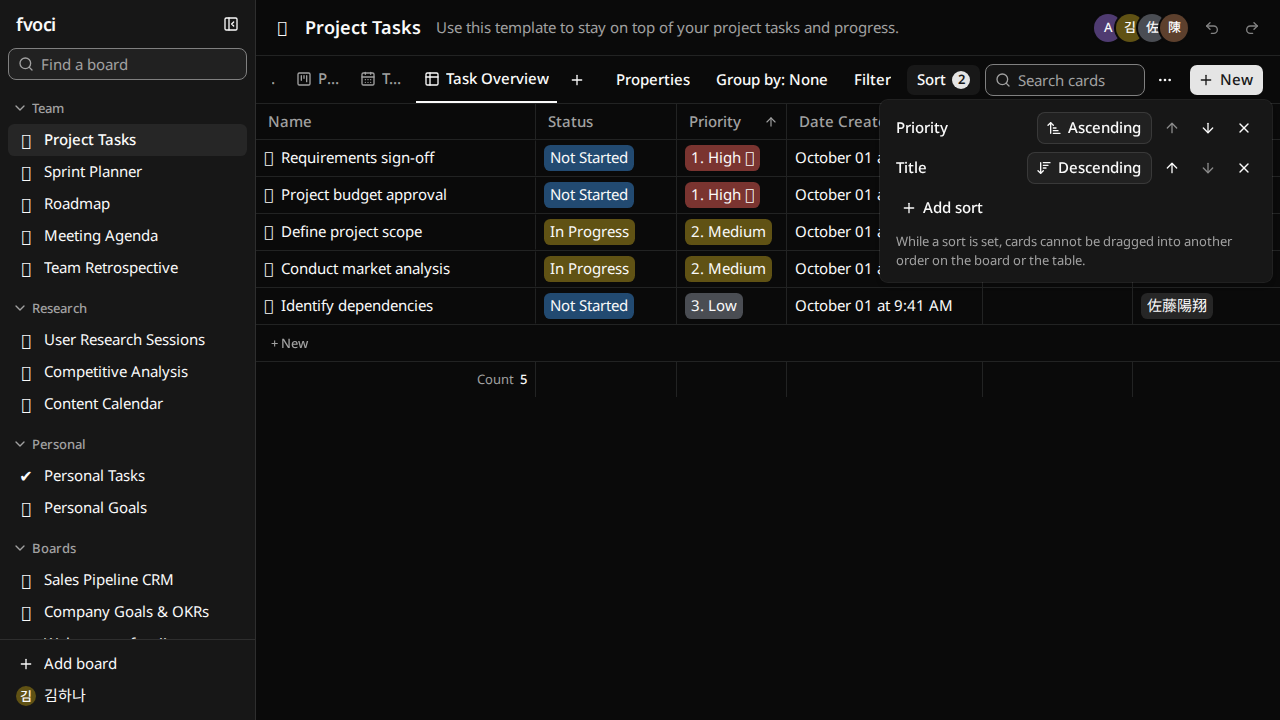 fvoci
Find a board
Team
Project Tasks
Sprint Planner
Roadmap
Meeting Agenda
Team Retrospective
Research
User Research Sessions
Competitive Analysis
Content Calendar
Personal
Personal Tasks
Personal Goals
Boards
Sales Pipeline CRM
Company Goals & OKRs
Add board
김 김하나
Project Tasks Use this template to stay on top of your project tasks and progress. A 김 佐 陳
. P... T... Task Overview Properties Group by: None Filter Sort 2 Search cards New
Name Status Priority Date Create
Requirements sign-off Not Started 1. High October 01 a
Project budget approval Not Started 1. High October 01 a
Define project scope In Progress 2. Medium October 01 a
Conduct market analysis In Progress 2. Medium October 01 a
Identify dependencies Not Started 3. Low October 01 at 9:41 AM 佐藤陽翔
+ New
Count 5
Priority Ascending
Title Descending
Add sort
While a sort is set, cards cannot be dragged into another
order on the board or the table.